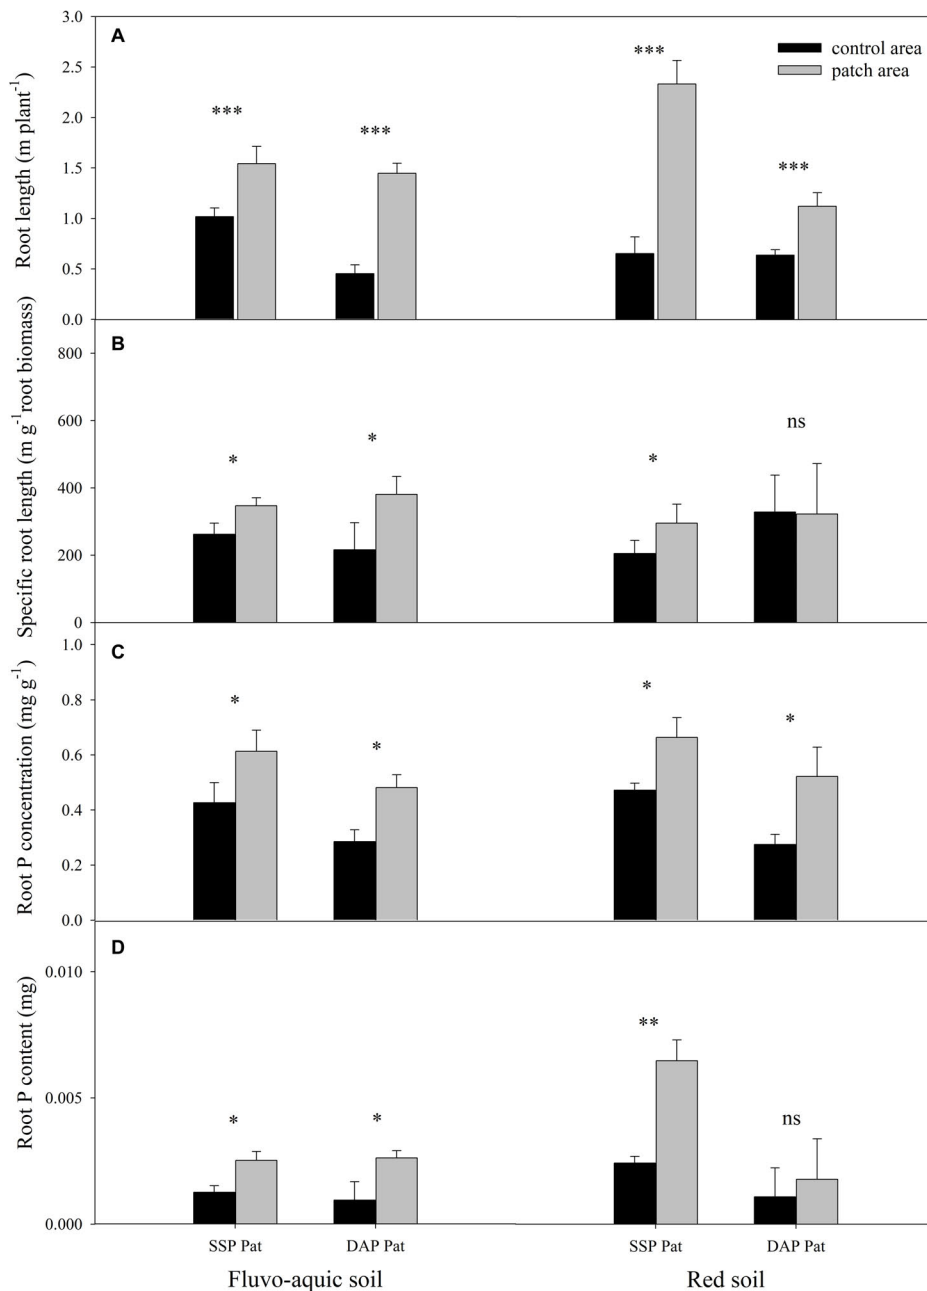 A
control area
patch area
Root length (m plant⁻¹)
3.0
2.5
2.0
1.5
1.0
0.5
0.0
***
***
***
***
B
Specific root length (m g⁻¹root biomass)
800
600
400
200
0
*
*
*
ns
C
Root P concentration (mg g⁻¹)
1.0
0.8
0.6
0.4
0.2
0.0
*
*
*
*
D
Root P content (mg)
0.010
0.005
0.000
*
*
**
ns
SSP Pat DAP Pat SSP Pat DAP Pat
Fluvo-aquic soil Red soil